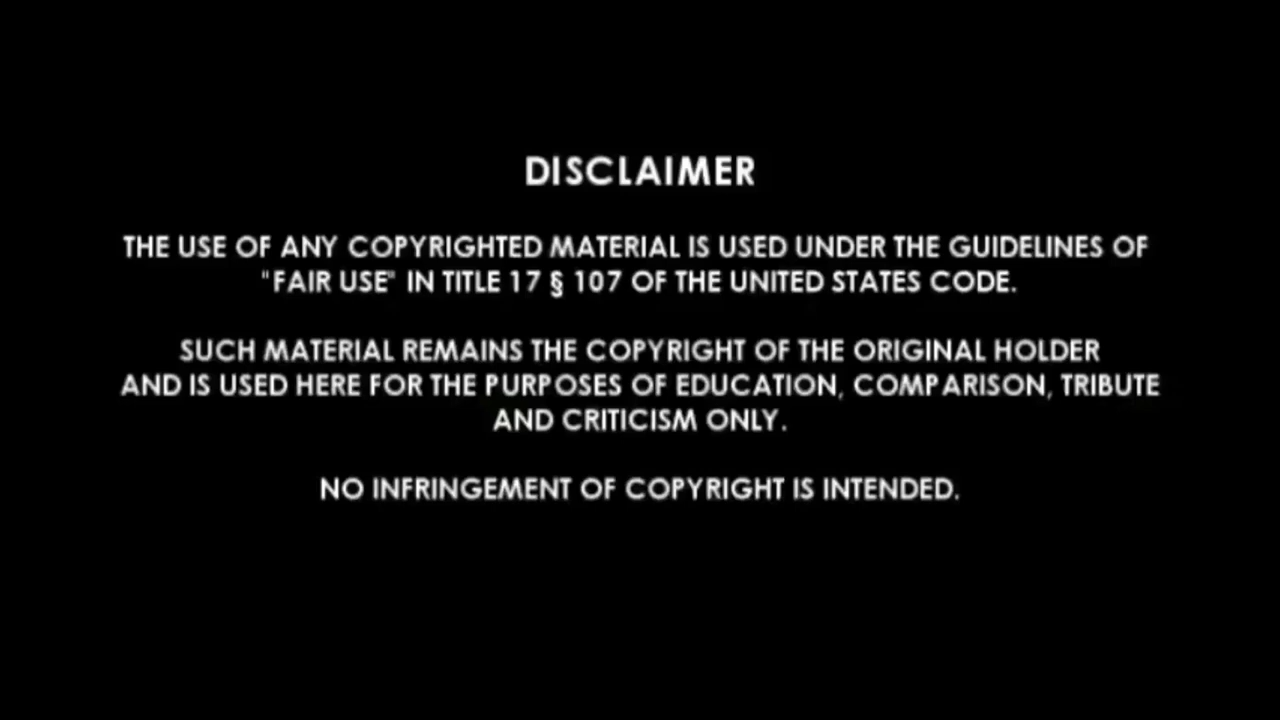 DISCLAIMER
THE USE OF ANY COPYRIGHTED MATERIAL IS USED UNDER THE GUIDELINES OF
"FAIR USE" IN TITLE 17 § 107 OF THE UNITED STATES CODE.
SUCH MATERIAL REMAINS THE COPYRIGHT OF THE ORIGINAL HOLDER
AND IS USED HERE FOR THE PURPOSES OF EDUCATION, COMPARISON, TRIBUTE
AND CRITICISM ONLY.
NO INFRINGEMENT OF COPYRIGHT IS INTENDED.